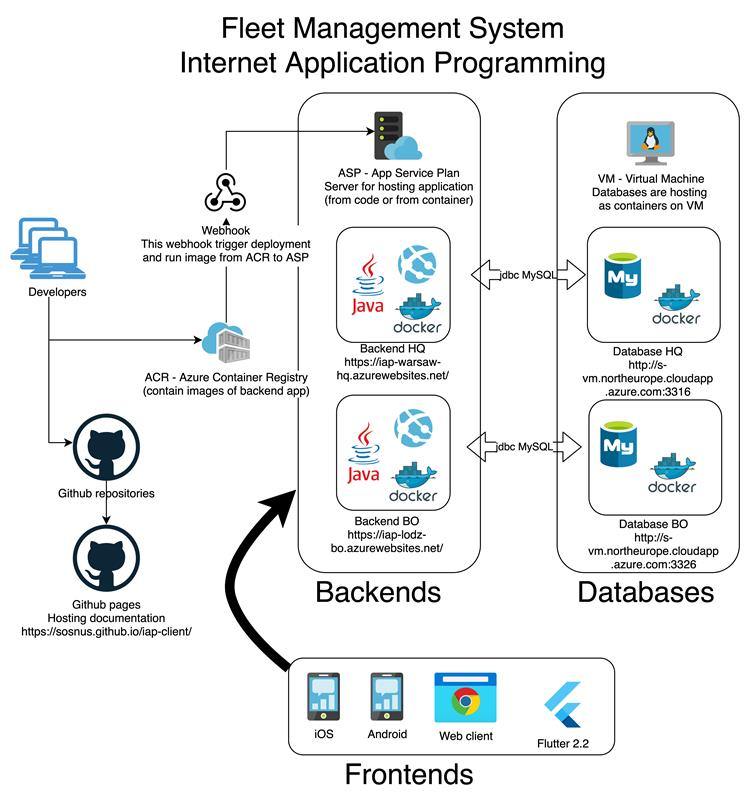 Fleet Management System
Internet Application Programming
ASP - App Service Plan
Server for hosting application
(from code or from container)
VM - Virtual Machine
Databases are hosting
as containers on VM
Webhook
This webhook trigger deployment
and run image from ACR to ASP
Developers
Java
docker
jdbc MySQL
My
docker
Backend HQ
https://iap-warsaw-
hq.azurewebsites.net/
Database HQ
http://s-
vm.northeurope.cloudapp
.azure.com:3316
ACR - Azure Container Registry
(contain images of backend app)
Java
docker
jdbc MySQL
My
docker
Github repositories
Backend BO
https://iap-lodz-
bo.azurewebsites.net/
Database BO
http://s-
vm.northeurope.cloudapp
.azure.com:3326
Backends
Databases
Github pages
Hosting documentation
https://sosnus.github.io/iap-client/
iOS
Android
Web client
Flutter 2.2
Frontends